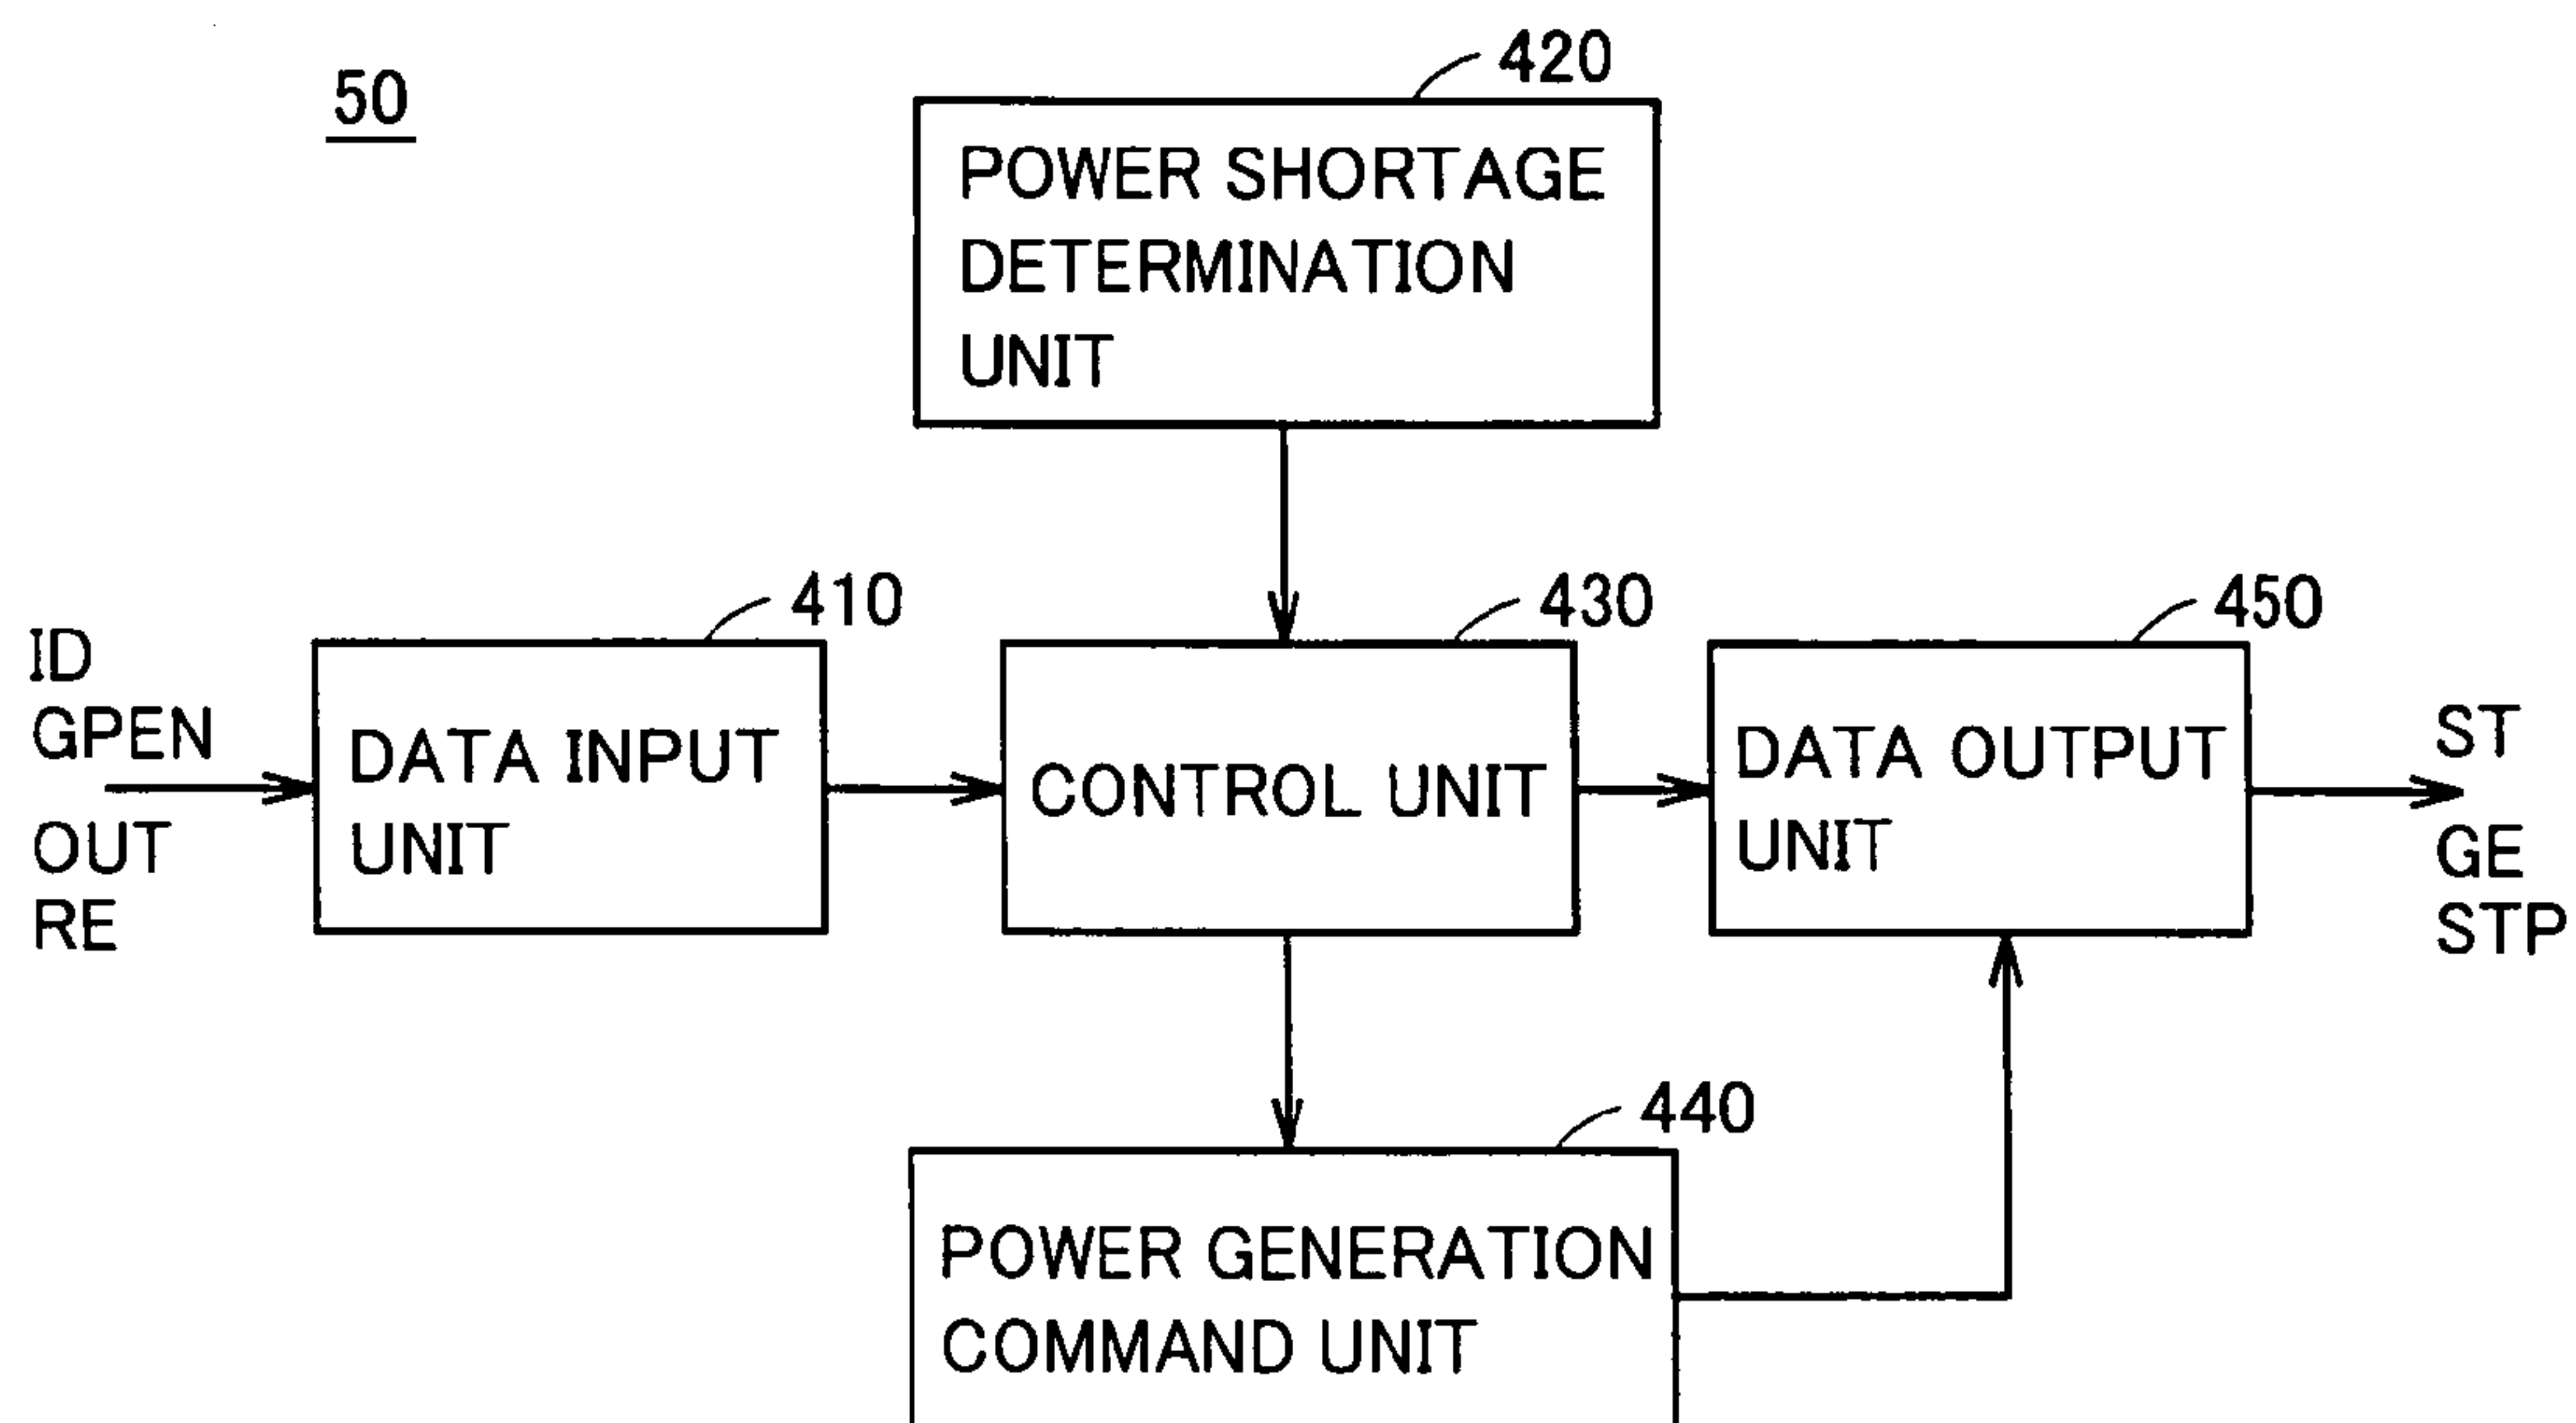 50
420
POWER SHORTAGE
DETERMINATION
UNIT
410
430
450
ID
GPEN
OUT
RE
DATA INPUT
UNIT
CONTROL UNIT
DATA OUTPUT
UNIT
ST
GE
STP
440
POWER GENERATION
COMMAND UNIT